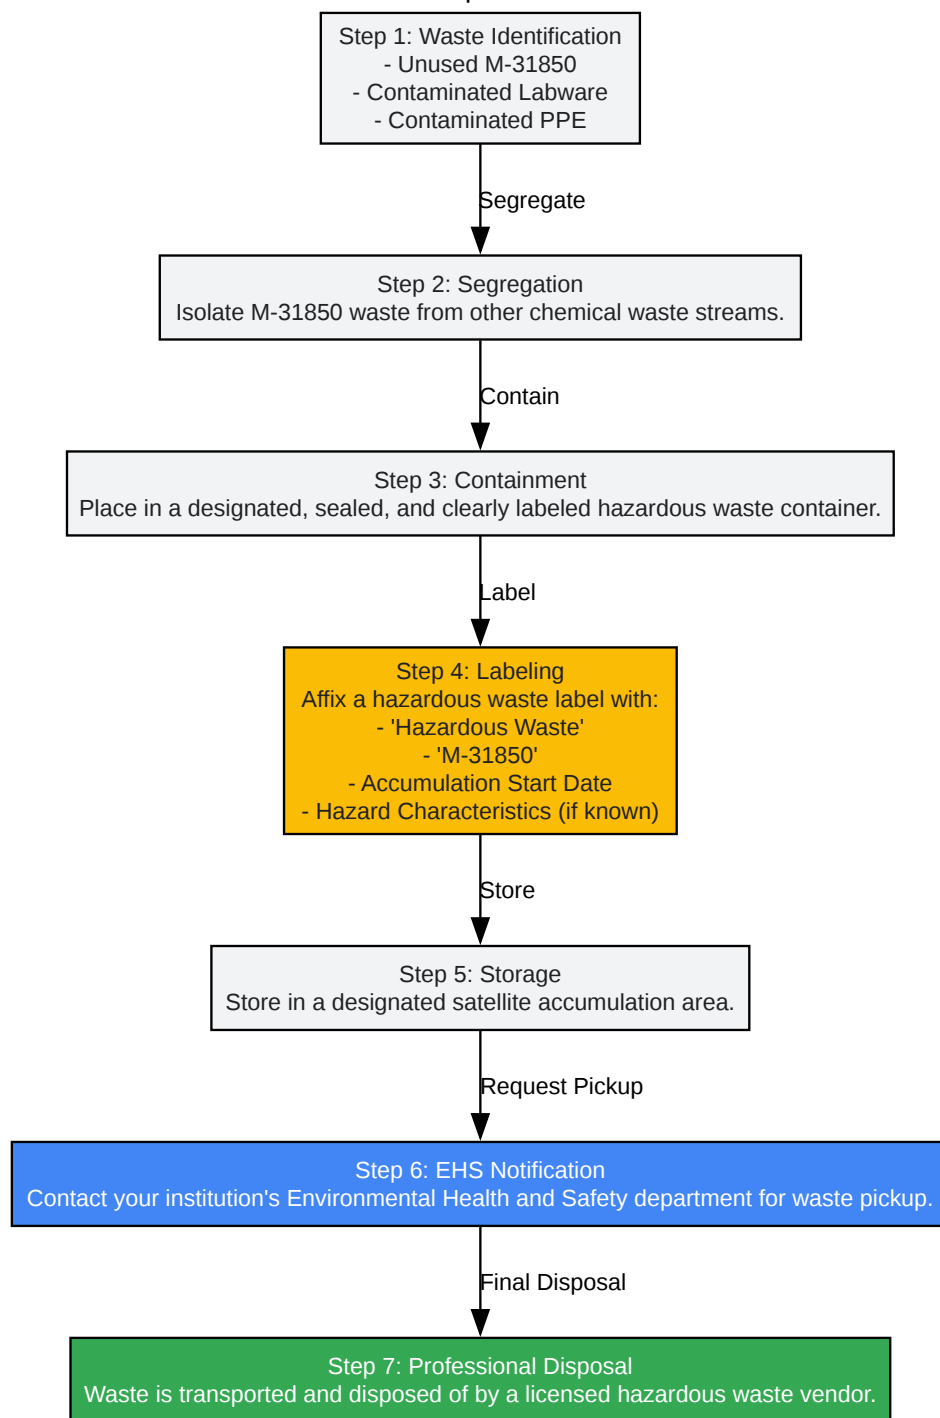 Step 1: Waste Identification
- Unused M-31850
- Contaminated Labware
- Contaminated PPE
Segregate
Step 2: Segregation
Isolate M-31850 waste from other chemical waste streams.
Contain
Step 3: Containment
Place in a designated, sealed, and clearly labeled hazardous waste container.
Label
Step 4: Labeling
Affix a hazardous waste label with:
- 'Hazardous Waste'
- 'M-31850'
- Accumulation Start Date
- Hazard Characteristics (if known)
Store
Step 5: Storage
Store in a designated satellite accumulation area.
Request Pickup
Step 6: EHS Notification
Contact your institution's Environmental Health and Safety department for waste pickup.
Final Disposal
Step 7: Professional Disposal
Waste is transported and disposed of by a licensed hazardous waste vendor.